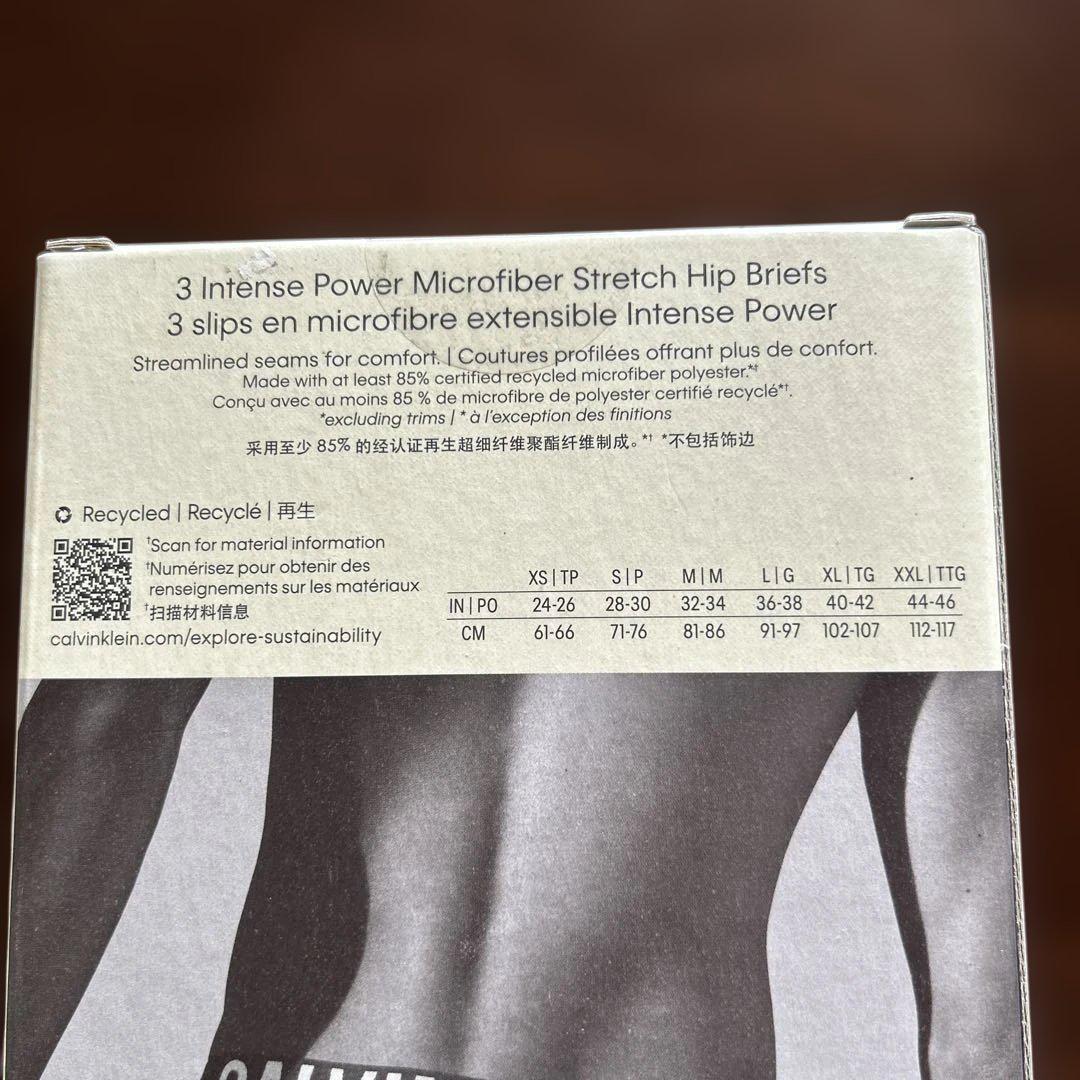 3 Intense Power Microfiber Stretch Hip Briefs
3 slips en microfibre extensible Intense Power
Streamlined seams for comfort. | Coutures profilées offrant plus de confort.
Made with at least 85% certified recycled microfiber polyester.*†
Conçu avec au moins 85 % de microfibre de polyester certifié recyclé*†.
*excluding trims | * à l'exception des finitions
采用至少 85% 的经认证再生超细纤维聚酯纤维制成。*† *不包括饰边
Recycled | Recyclé | 再生
†Scan for material information
†Numérisez pour obtenir des
renseignements sur les matériaux
†扫描材料信息
calvinklein.com/explore-sustainability
XS | TP S | P M | M L | G XL | TG XXL | TTG
IN | PO 24-26 28-30 32-34 36-38 40-42 44-46
CM 61-66 71-76 81-86 91-97 102-107 112-117